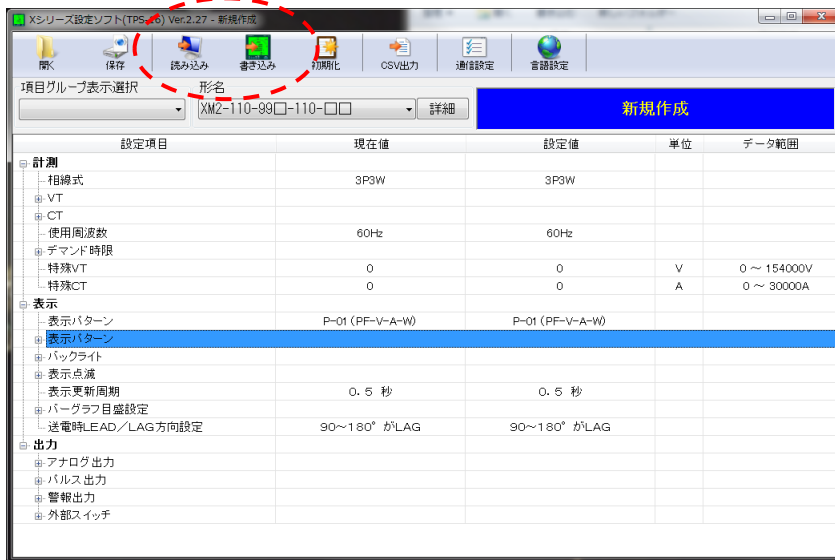 Xシリーズ設定ソフト(TPS- 6) Ver.2.27 - 新規作成
開く 保存 読み込み 書き込み 初期化 CSV出力 通信設定 言語設定
項目グループ表示選択 形名
XM2-110-99□-110-□□ 詳細 新規作成
設定項目 現在値 設定値 単位 データ範囲
計測
相線式 3P3W 3P3W
VT
CT
使用周波数 60Hz 60Hz
デマンド時限
特殊VT 0 0 V 0 ～ 154000V
特殊CT 0 0 A 0 ～ 30000A
表示
表示パターン P-01(PF-V-A-W) P-01(PF-V-A-W)
表示パターン
バックライト
表示点滅
表示更新周期 0.5 秒 0.5 秒
バーグラフ目盛設定
送電時LEAD／LAG方向設定 90～180° がLAG 90～180° がLAG
出力
アナログ出力
パルス出力
警報出力
外部スイッチ